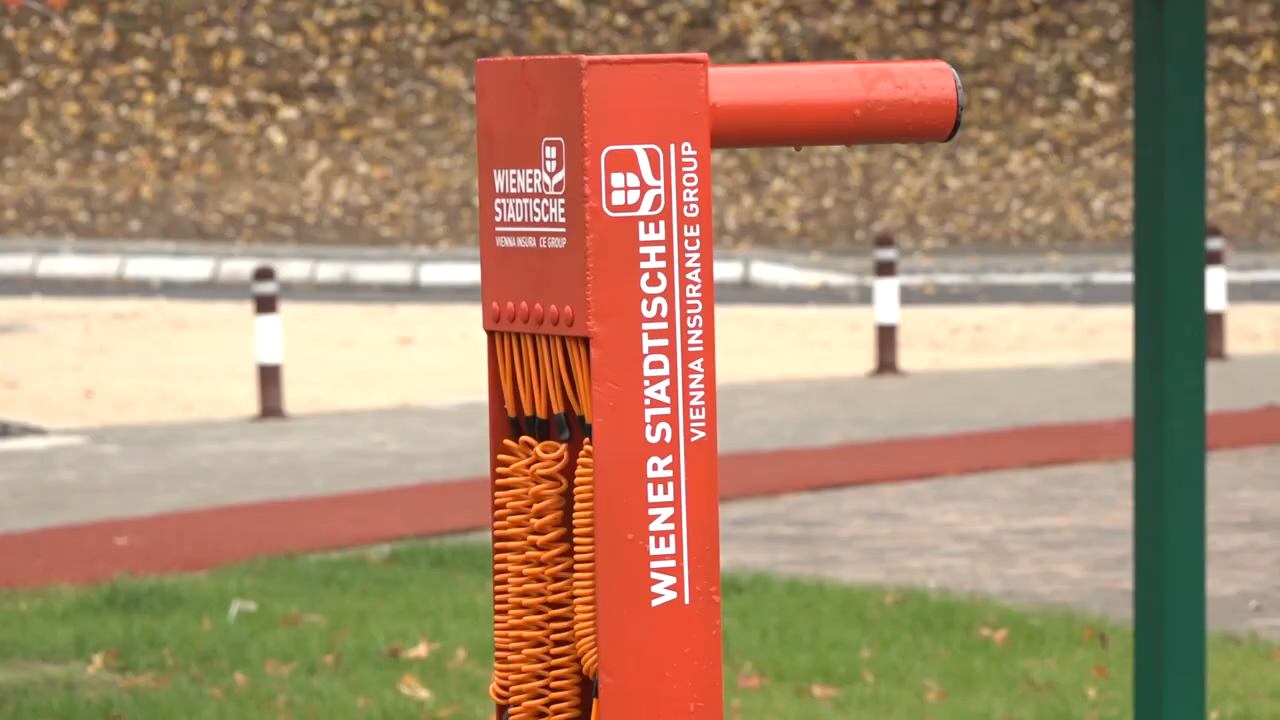 WIENER
STÄDTISCHE
VIENNA INSURA CE GROUP
WIENER STÄDTISCHE
VIENNA INSURANCE GROUP